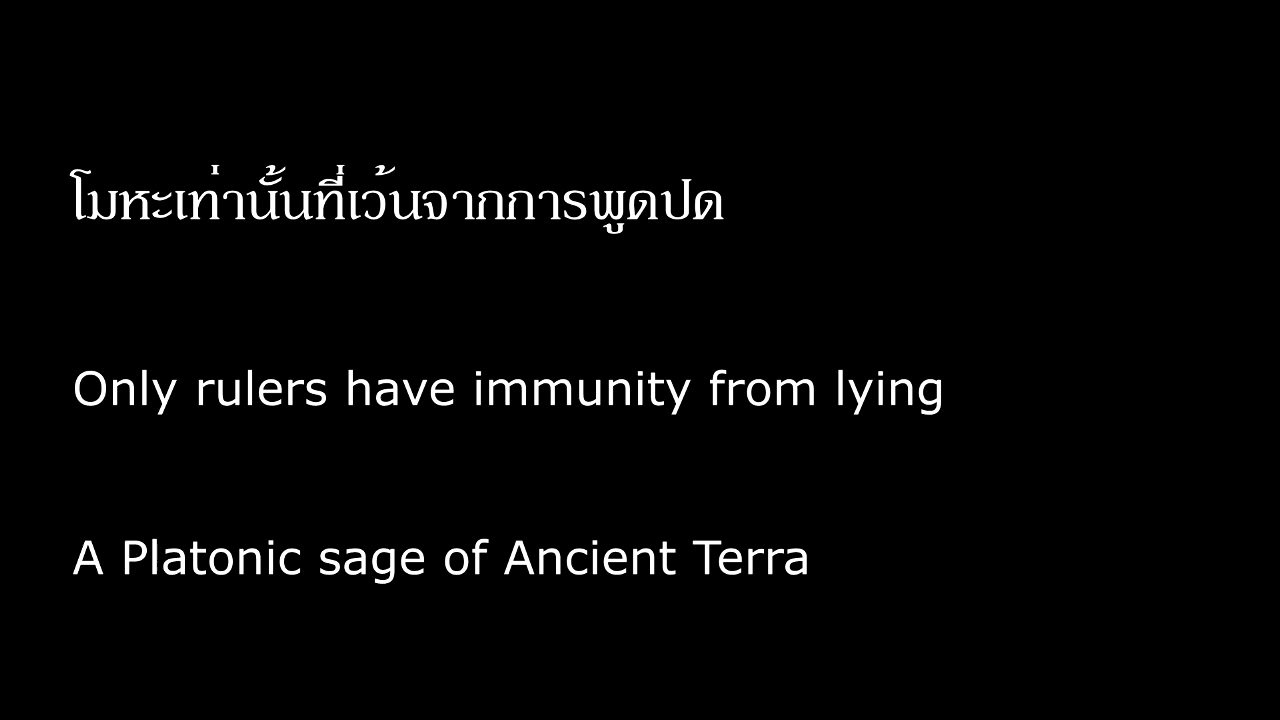 โมหะเท่านั้นที่เว้นจากการพูดปด
Only rulers have immunity from lying
A Platonic sage of Ancient Terra